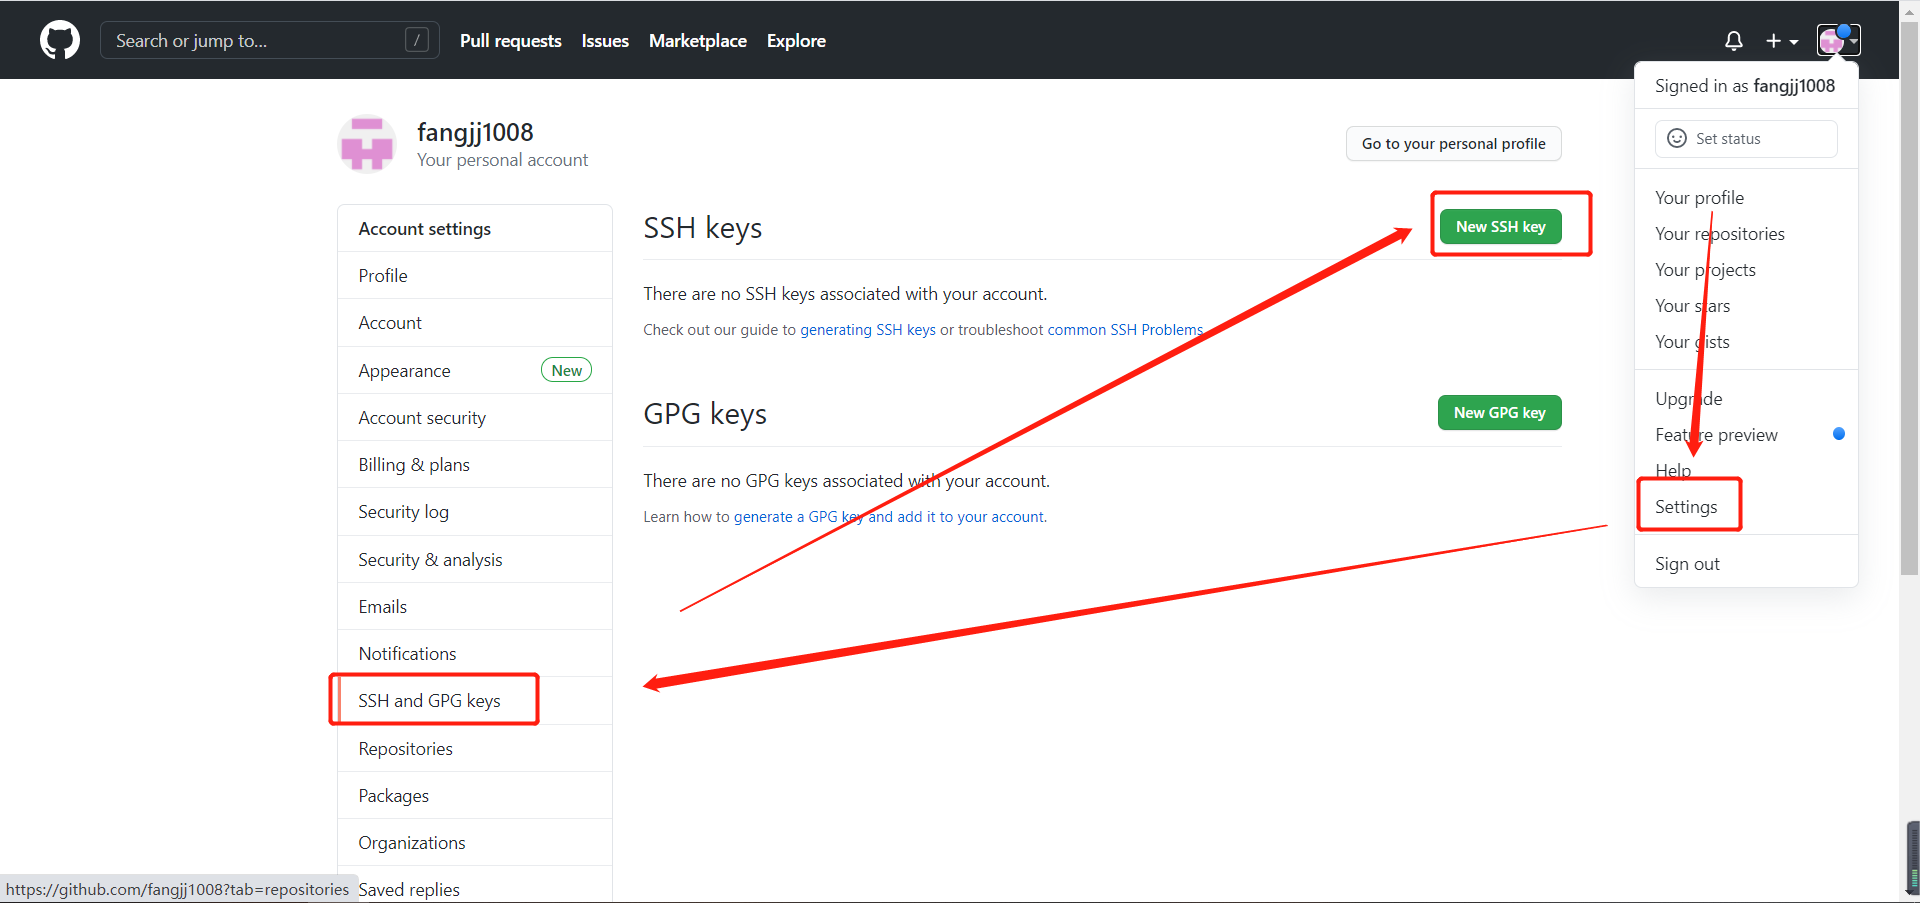 Search or jump to... /
Pull requests Issues Marketplace Explore
Signed in as fangjj1008
Set status
Your profile
Your repositories
Your projects
Your stars
Your gists
Upgrade
Feature preview
Help
Settings
Sign out
fangjj1008
Your personal account
Go to your personal profile
Account settings
Profile
Account
Appearance New
Account security
Billing & plans
Security log
Security & analysis
Emails
Notifications
SSH and GPG keys
Repositories
Packages
Organizations
Saved replies
SSH keys
New SSH key
There are no SSH keys associated with your account.
Check out our guide to generating SSH keys or troubleshoot common SSH Problems.
GPG keys
New GPG key
There are no GPG keys associated with your account.
Learn how to generate a GPG key and add it to your account.
https://github.com/fangjj1008?tab=repositories